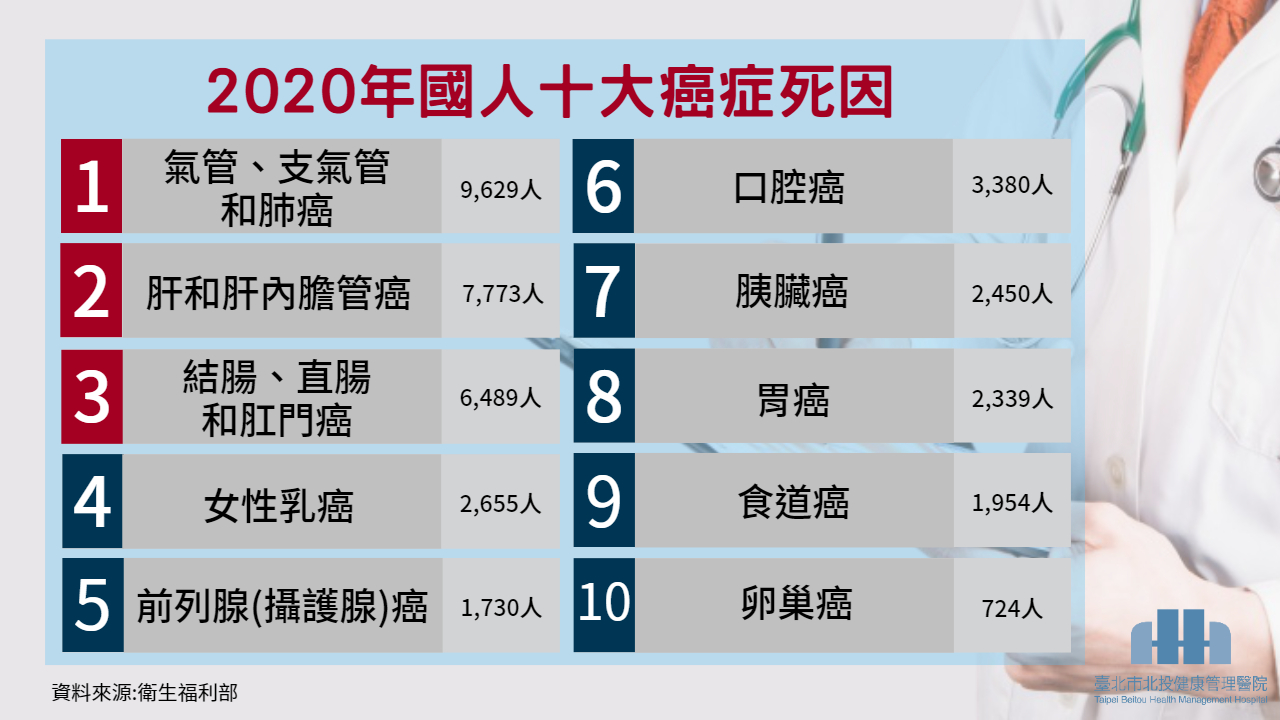 2020年國人十大癌症死因
1
氣管、支氣管
和肺癌
9,629人
2
肝和肝內膽管癌
7,773人
3
結腸、直腸
和肛門癌
6,489人
4
女性乳癌
2,655人
5
前列腺(攝護腺)癌
1,730人
6
口腔癌
3,380人
7
胰臟癌
2,450人
8
胃癌
2,339人
9
食道癌
1,954人
10
卵巢癌
724人
資料來源:衛生福利部
臺北市北投健康管理醫院
Taipei Beitou Health Management Hospital